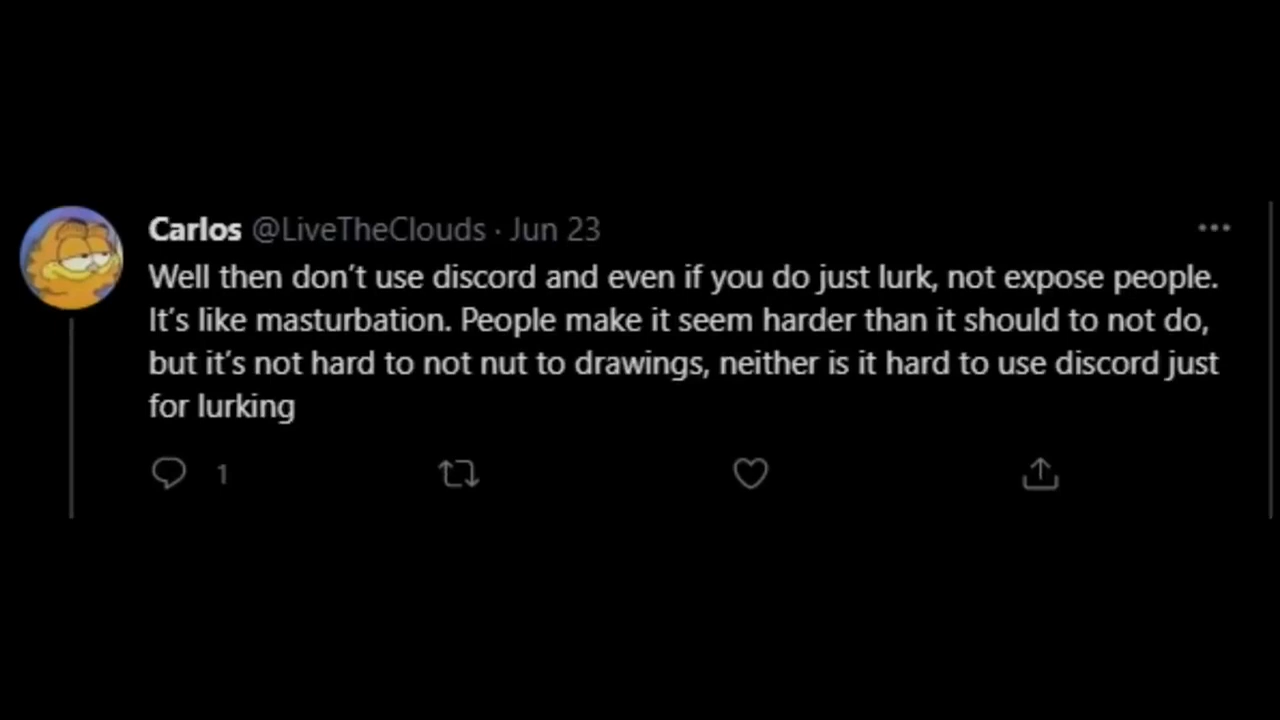 Carlos @LiveTheClouds · Jun 23
Well then don’t use discord and even if you do just lurk, not expose people.
It’s like masturbation. People make it seem harder than it should to not do,
but it’s not hard to not nut to drawings, neither is it hard to use discord just
for lurking
1